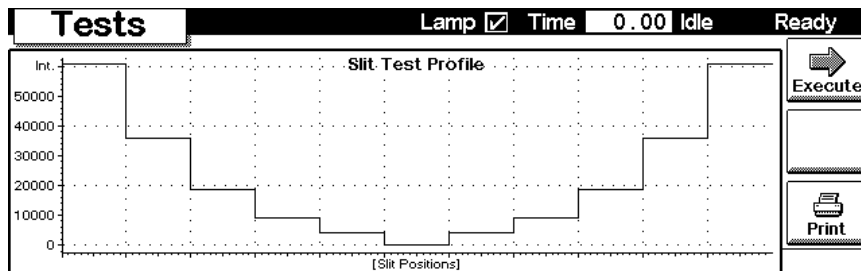 Tests
Lamp Time 0.00 Idle Ready
Slit Test Profile
Int.
50000
40000
30000
20000
10000
0
[Slit Positions]
Execute
Print